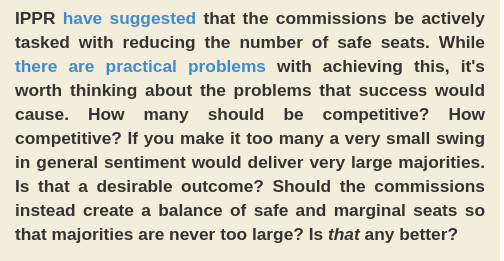 IPPR have suggested that the commissions be actively
tasked with reducing the number of safe seats. While
there are practical problems with achieving this, it's
worth thinking about the problems that success would
cause. How many should be competitive? How
competitive? If you make it too many a very small swing
in general sentiment would deliver very large majorities.
Is that a desirable outcome? Should the commissions
instead create a balance of safe and marginal seats so
that majorities are never too large? Is that any better?